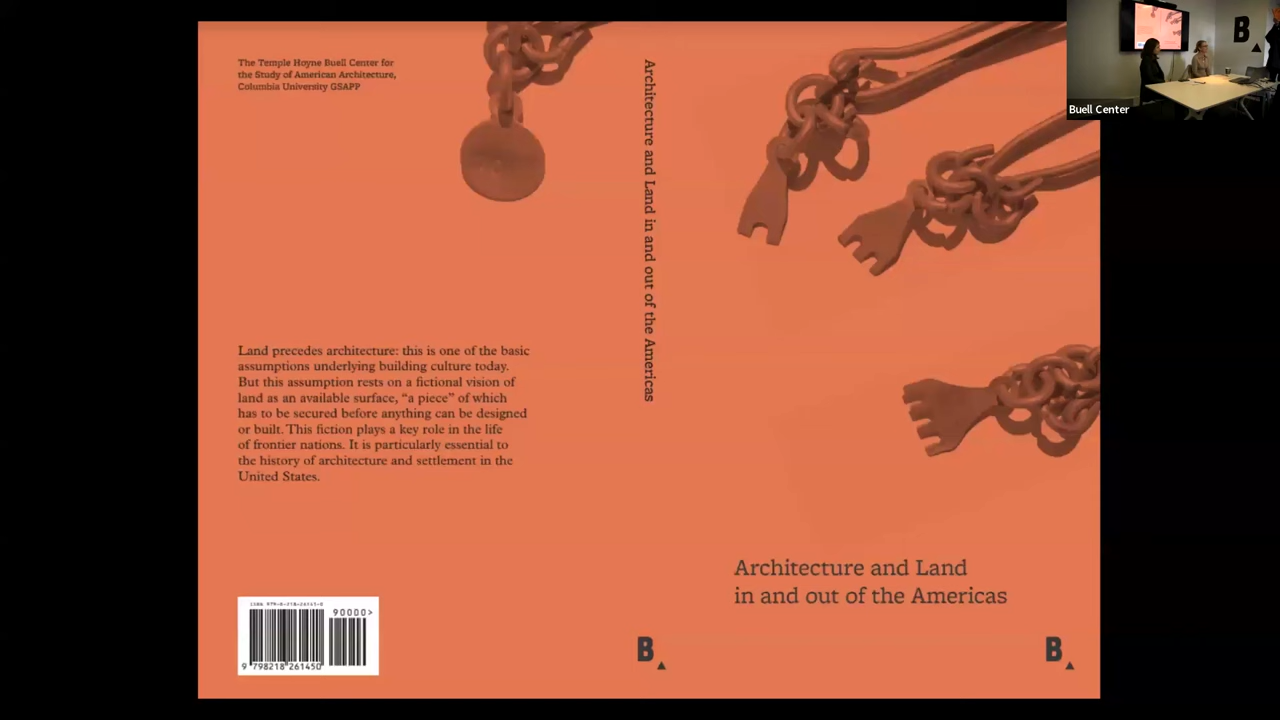 The Temple Hoyne Buell Center for
the Study of American Architecture,
Columbia University GSAPP
Land precedes architecture: this is one of the basic
assumptions underlying building culture today.
But this assumption rests on a fictional vision of
land as an available surface, “a piece” of which
has to be secured before anything can be designed
or built. This fiction plays a key role in the life
of frontier nations. It is particularly essential to
the history of architecture and settlement in the
United States.
90000>
9 798218 261450
Architecture and Land in and out of the Americas
B
Architecture and Land
in and out of the Americas
B
B
Buell Center